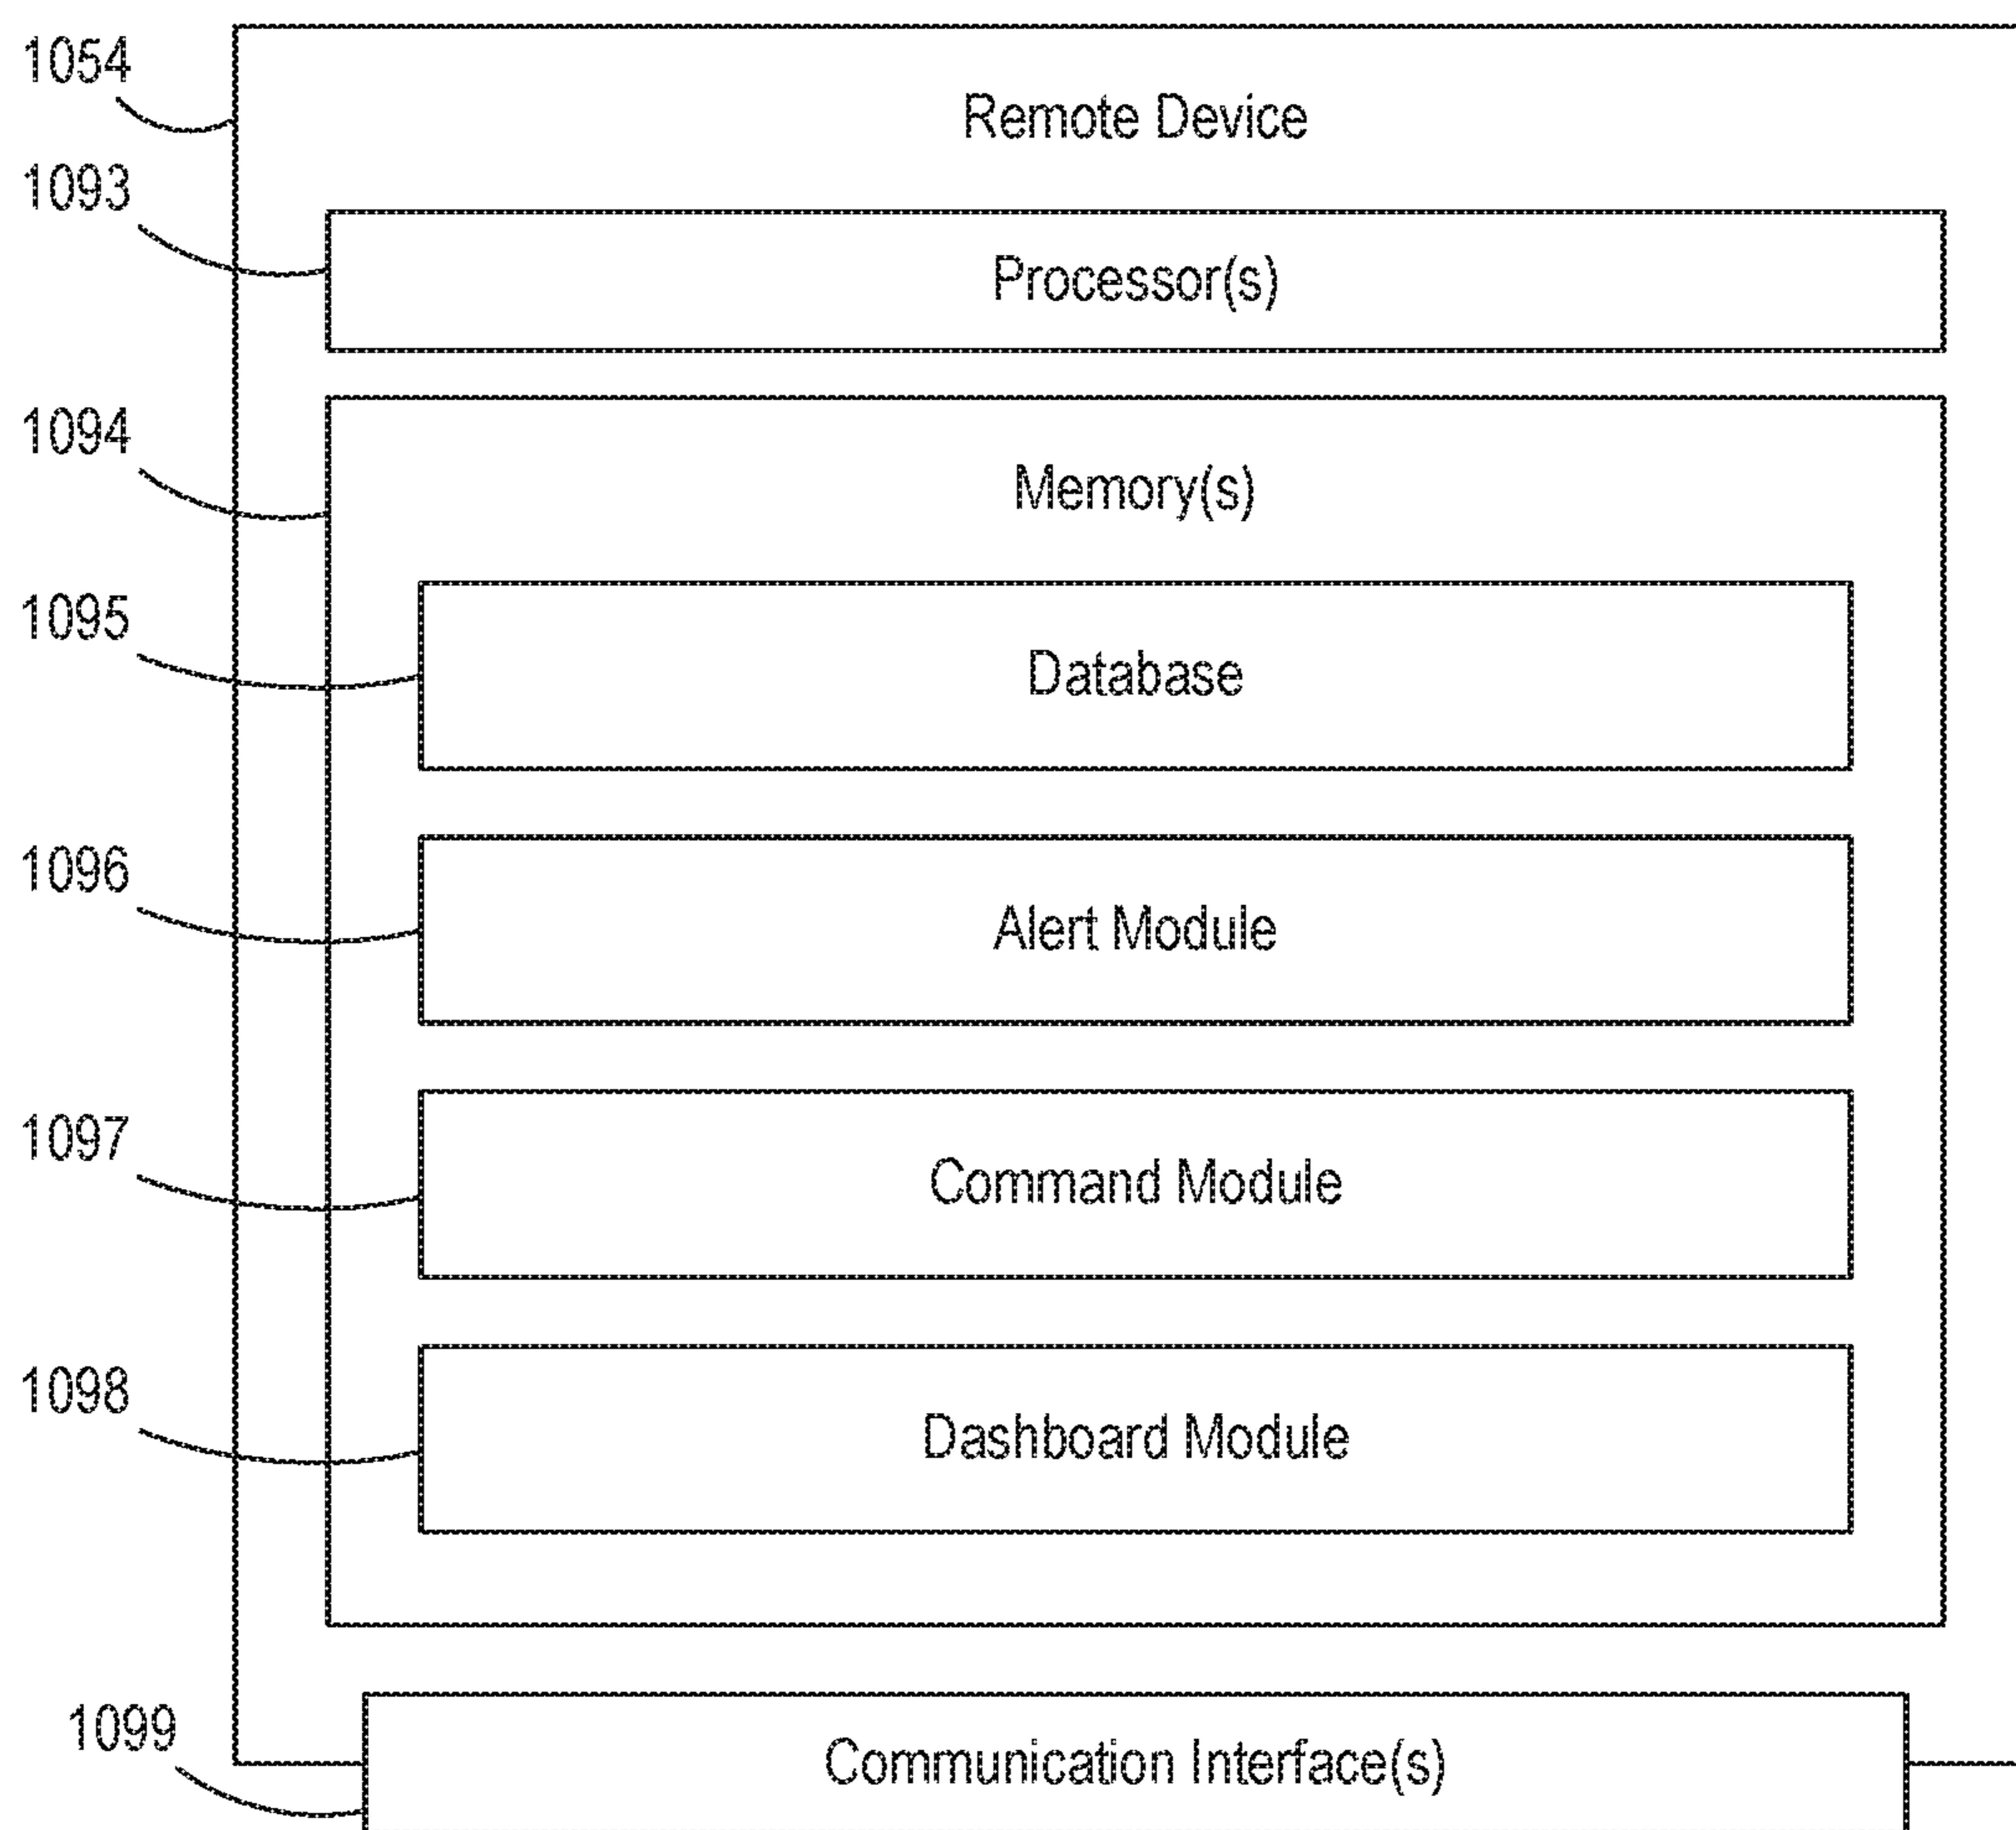 1054
Remote Device
1093
Processor(s)
1094
Memory(s)
1095
Database
1096
Alert Module
1097
Command Module
1098
Dashboard Module
1099
Communication Interface(s)